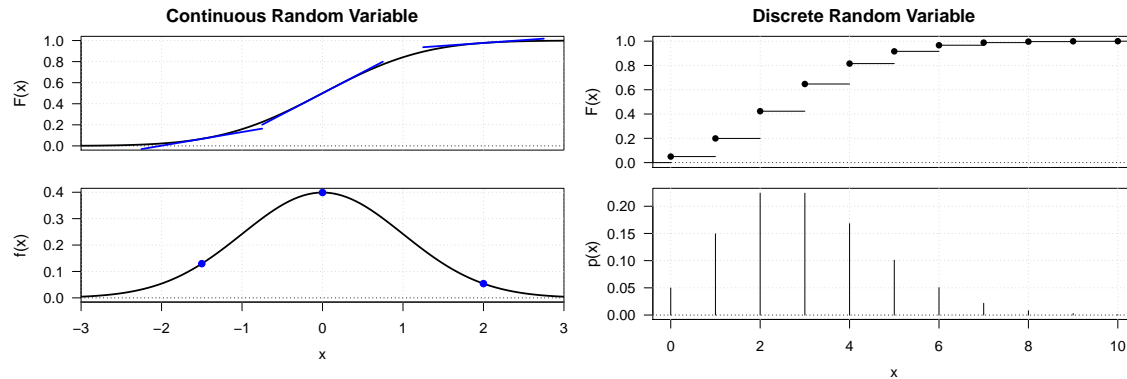 Continuous Random Variable
1.0
0.8
0.6
0.4
0.2
0.0
F(x)
0.4
0.3
0.2
0.1
0.0
f(x)
−3 −2 −1 0 1 2 3
x
Discrete Random Variable
1.0
0.8
0.6
0.4
0.2
0.0
F(x)
0.20
0.15
0.10
0.05
0.00
p(x)
0 2 4 6 8 10
x